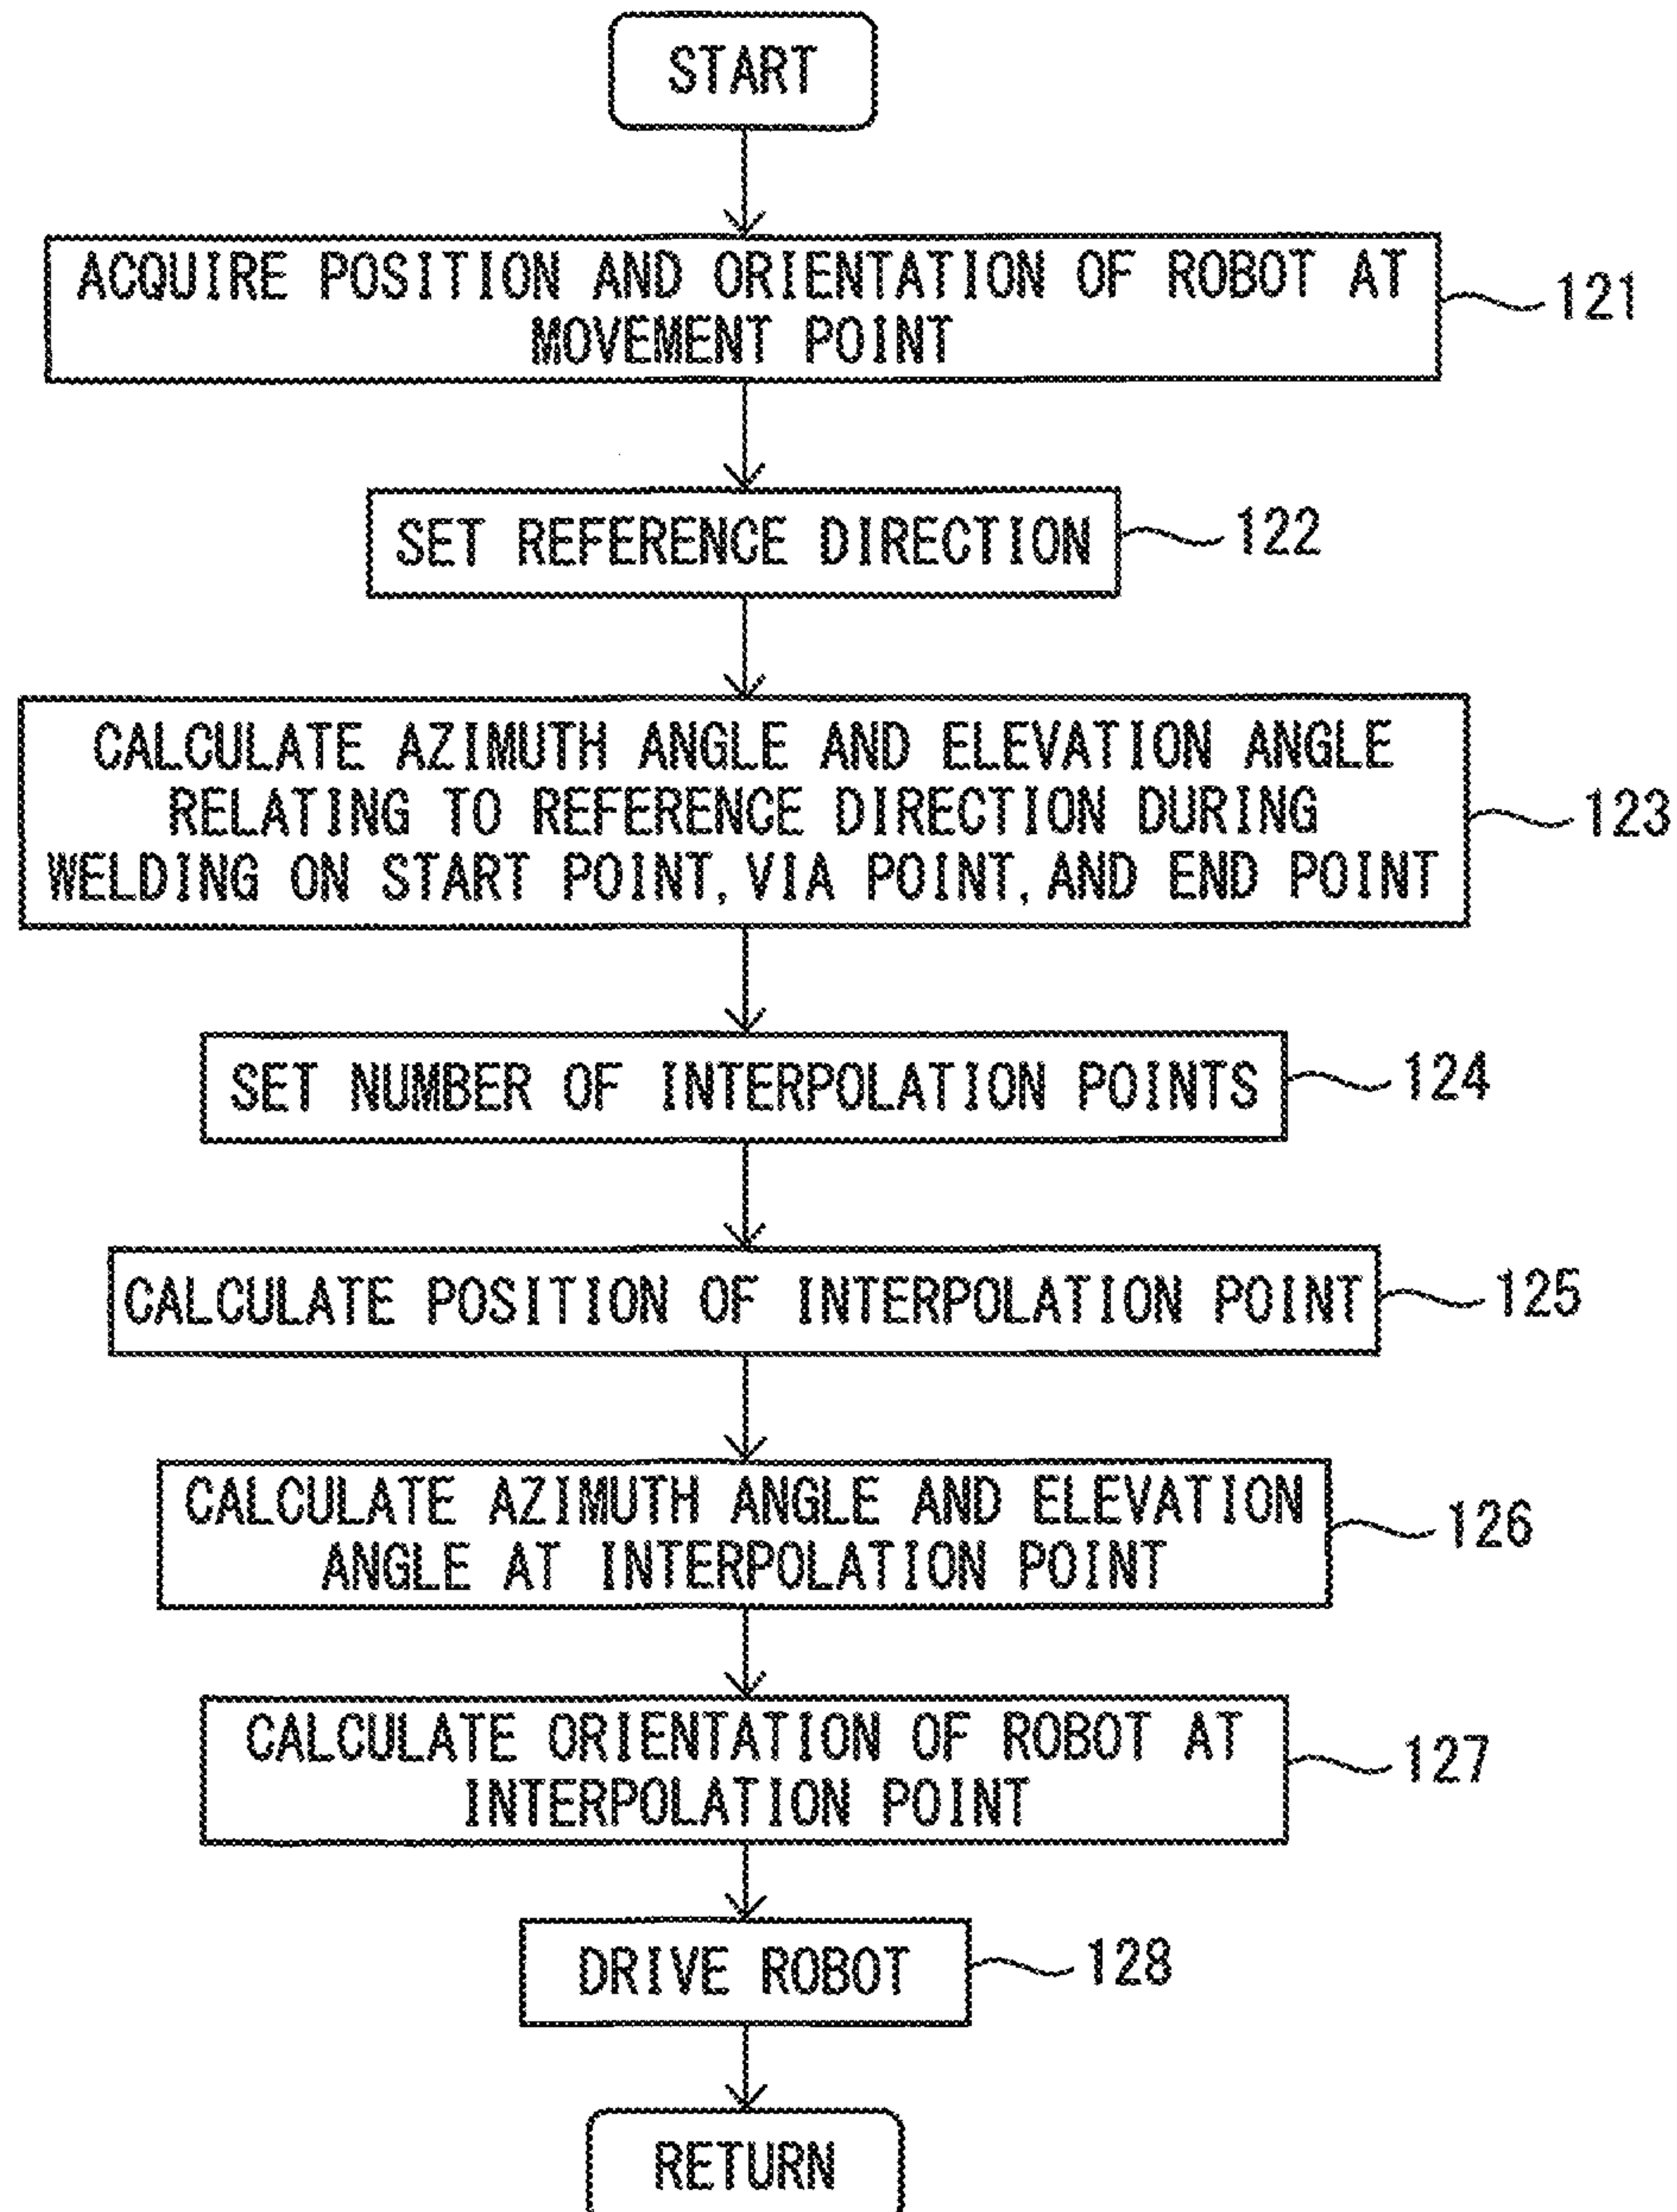 START
ACQUIRE POSITION AND ORIENTATION OF ROBOT AT
MOVEMENT POINT
121
SET REFERENCE DIRECTION
122
CALCULATE AZIMUTH ANGLE AND ELEVATION ANGLE
RELATING TO REFERENCE DIRECTION DURING
WELDING ON START POINT, VIA POINT, AND END POINT
123
SET NUMBER OF INTERPOLATION POINTS
124
CALCULATE POSITION OF INTERPOLATION POINT
125
CALCULATE AZIMUTH ANGLE AND ELEVATION
ANGLE AT INTERPOLATION POINT
126
CALCULATE ORIENTATION OF ROBOT AT
INTERPOLATION POINT
127
DRIVE ROBOT
128
RETURN